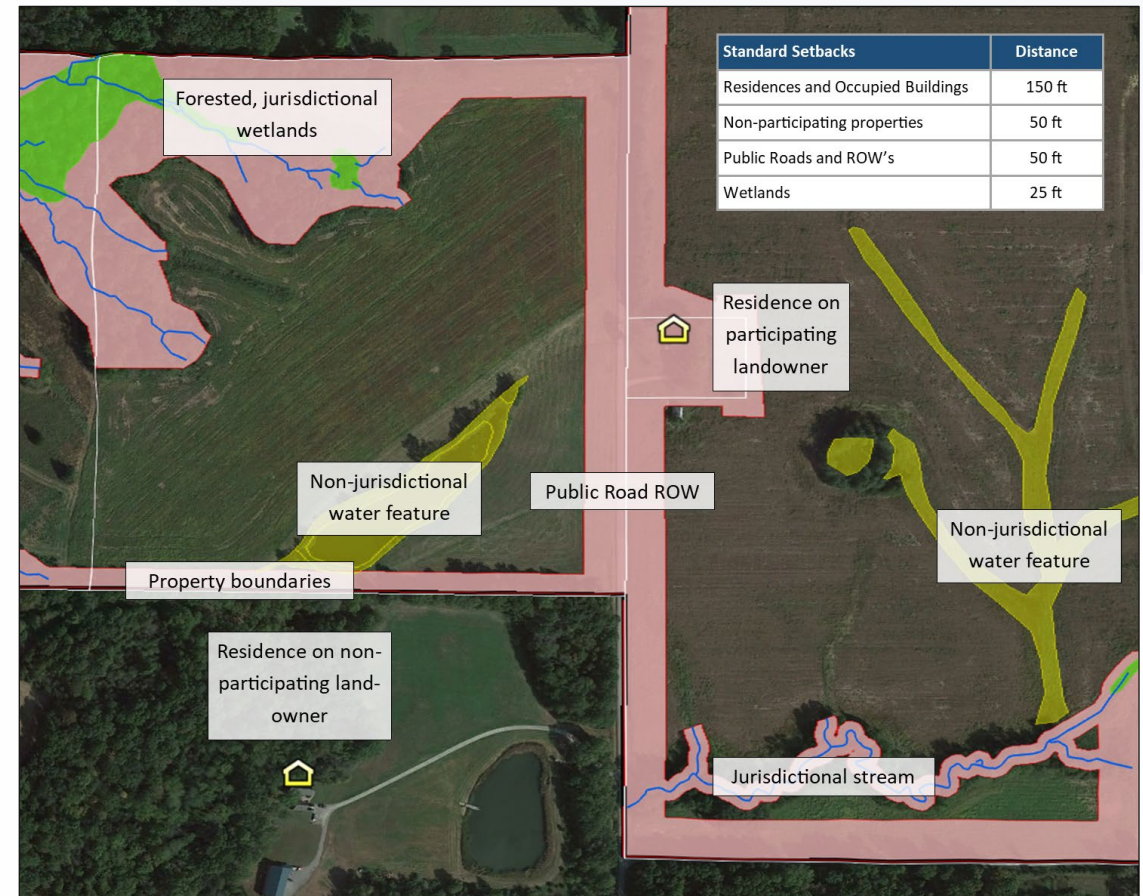 Standard Setbacks Distance
Residences and Occupied Buildings 150 ft
Non-participating properties 50 ft
Public Roads and ROW's 50 ft
Wetlands 25 ft
Forested, jurisdictional
wetlands
Residence on
participating
landowner
Non-jurisdictional
water feature
Public Road ROW
Non-jurisdictional
water feature
Property boundaries
Residence on non-
participating land-
owner
Jurisdictional stream